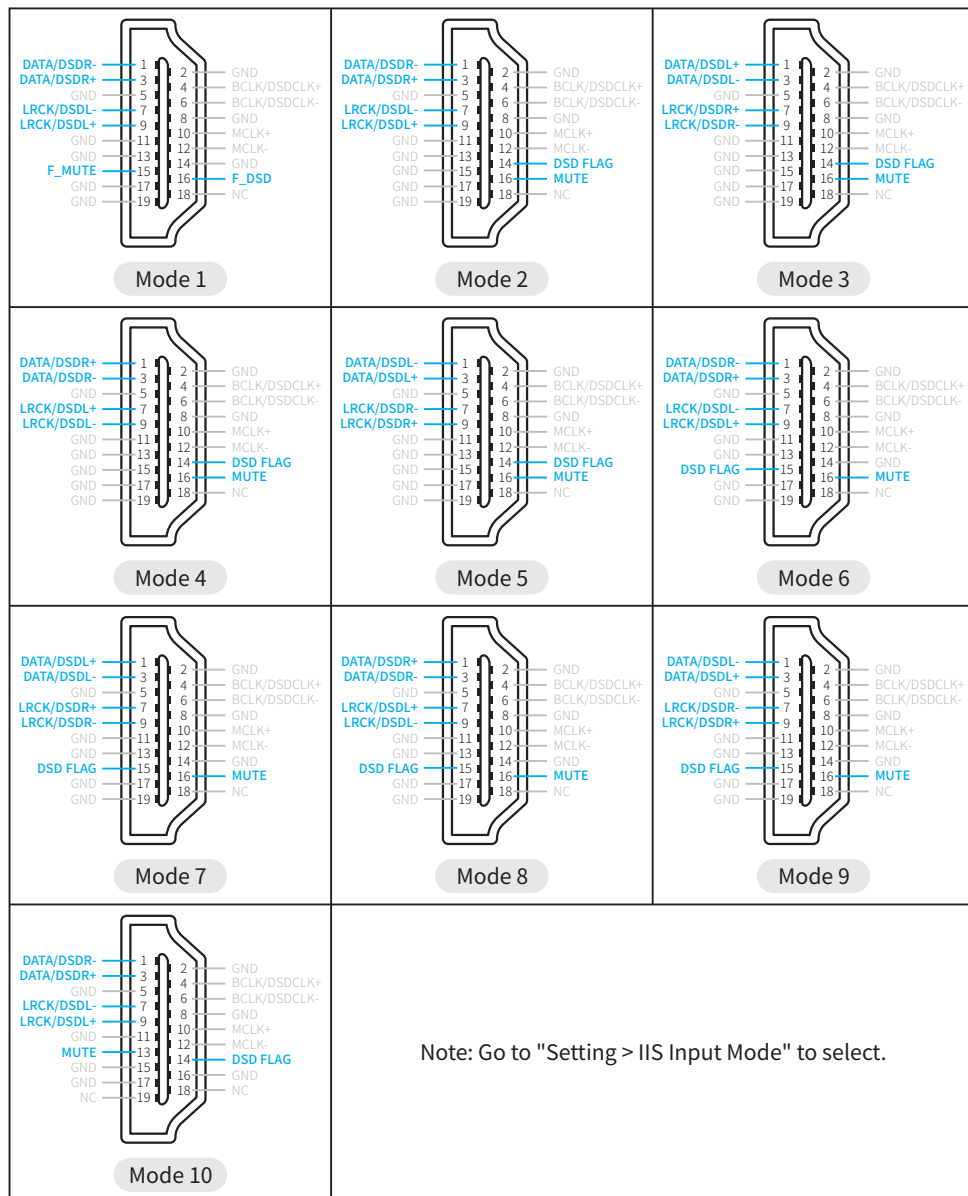 DATA/DSDR- 1
2 GND
DATA/DSDR+ 3
4 BCLK/DSDCLK+
GND 5
6 BCLK/DSDCLK-
LRCK/DSDL- 7
8 GND
LRCK/DSDL+ 9
10 MCLK+
GND 11
12 MCLK-
GND 13
14 GND
F_MUTE 15
16 F_DSD
GND 17
18 NC
GND 19
Mode 1
DATA/DSDR- 1
2 GND
DATA/DSDR+ 3
4 BCLK/DSDCLK+
GND 5
6 BCLK/DSDCLK-
LRCK/DSDL- 7
8 GND
LRCK/DSDL+ 9
10 MCLK+
GND 11
12 MCLK-
GND 13
14 DSD FLAG
GND 15
16 MUTE
GND 17
18 NC
GND 19
Mode 2
DATA/DSDL+ 1
2 GND
DATA/DSDL- 3
4 BCLK/DSDCLK+
GND 5
6 BCLK/DSDCLK-
LRCK/DSDR+ 7
8 GND
LRCK/DSDR- 9
10 MCLK+
GND 11
12 MCLK-
GND 13
14 DSD FLAG
GND 15
16 MUTE
GND 17
18 NC
GND 19
Mode 3
DATA/DSDR+ 1
2 GND
DATA/DSDR- 3
4 BCLK/DSDCLK+
GND 5
6 BCLK/DSDCLK-
LRCK/DSDL+ 7
8 GND
LRCK/DSDL- 9
10 MCLK+
GND 11
12 MCLK-
GND 13
14 DSD FLAG
GND 15
16 MUTE
GND 17
18 NC
GND 19
Mode 4
DATA/DSDL- 1
2 GND
DATA/DSDL+ 3
4 BCLK/DSDCLK+
GND 5
6 BCLK/DSDCLK-
LRCK/DSDR- 7
8 GND
LRCK/DSDR+ 9
10 MCLK+
GND 11
12 MCLK-
GND 13
14 DSD FLAG
GND 15
16 MUTE
GND 17
18 NC
GND 19
Mode 5
DATA/DSDR- 1
2 GND
DATA/DSDR+ 3
4 BCLK/DSDCLK+
GND 5
6 BCLK/DSDCLK-
LRCK/DSDL- 7
8 GND
LRCK/DSDL+ 9
10 MCLK+
GND 11
12 MCLK-
GND 13
14 GND
DSD FLAG 15
16 MUTE
GND 17
18 NC
GND 19
Mode 6
DATA/DSDL+ 1
2 GND
DATA/DSDL- 3
4 BCLK/DSDCLK+
GND 5
6 BCLK/DSDCLK-
LRCK/DSDR+ 7
8 GND
LRCK/DSDR- 9
10 MCLK+
GND 11
12 MCLK-
GND 13
14 GND
DSD FLAG 15
16 MUTE
GND 17
18 NC
GND 19
Mode 7
DATA/DSDR+ 1
2 GND
DATA/DSDR- 3
4 BCLK/DSDCLK+
GND 5
6 BCLK/DSDCLK-
LRCK/DSDL+ 7
8 GND
LRCK/DSDL- 9
10 MCLK+
GND 11
12 MCLK-
GND 13
14 GND
DSD FLAG 15
16 MUTE
GND 17
18 NC
GND 19
Mode 8
DATA/DSDL- 1
2 GND
DATA/DSDL+ 3
4 BCLK/DSDCLK+
GND 5
6 BCLK/DSDCLK-
LRCK/DSDR- 7
8 GND
LRCK/DSDR+ 9
10 MCLK+
GND 11
12 MCLK-
GND 13
14 GND
DSD FLAG 15
16 MUTE
GND 17
18 NC
GND 19
Mode 9
DATA/DSDR- 1
2 GND
DATA/DSDR+ 3
4 BCLK/DSDCLK+
GND 5
6 BCLK/DSDCLK-
LRCK/DSDL- 7
8 GND
LRCK/DSDL+ 9
10 MCLK+
GND 11
12 MCLK-
MUTE 13
14 DSD FLAG
GND 15
16 GND
GND 17
18 NC
NC 19
Mode 10
Note: Go to "Setting > IIS Input Mode" to select.